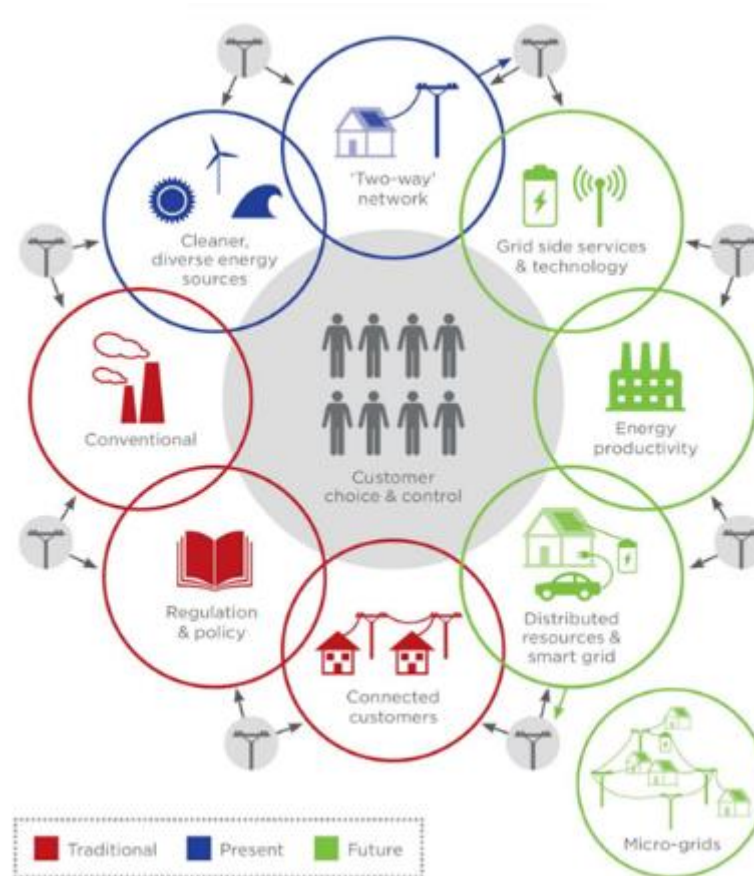 'Two-way'
network
Cleaner,
diverse energy
sources
Grid side services
& technology
Conventional
Customer
choice & control
Energy
productivity
Regulation
& policy
Distributed
resources &
smart grid
Connected
customers
Micro-grids
Traditional
Present
Future